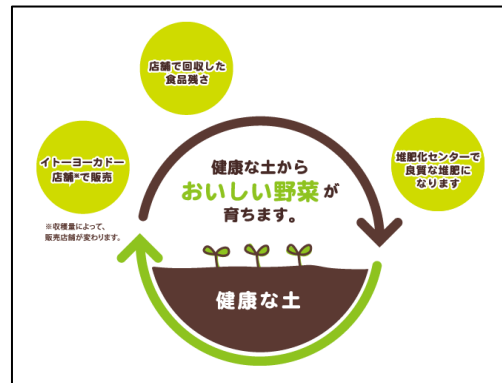 店舗で回収した
食品残さ
イトーヨーカドー
店舗※で販売
※収穫量によって、
販売店舗が変わります。
健康な土から
おいしい野菜が
育ちます。
堆肥化センターで
良質な堆肥に
なります
健康な土